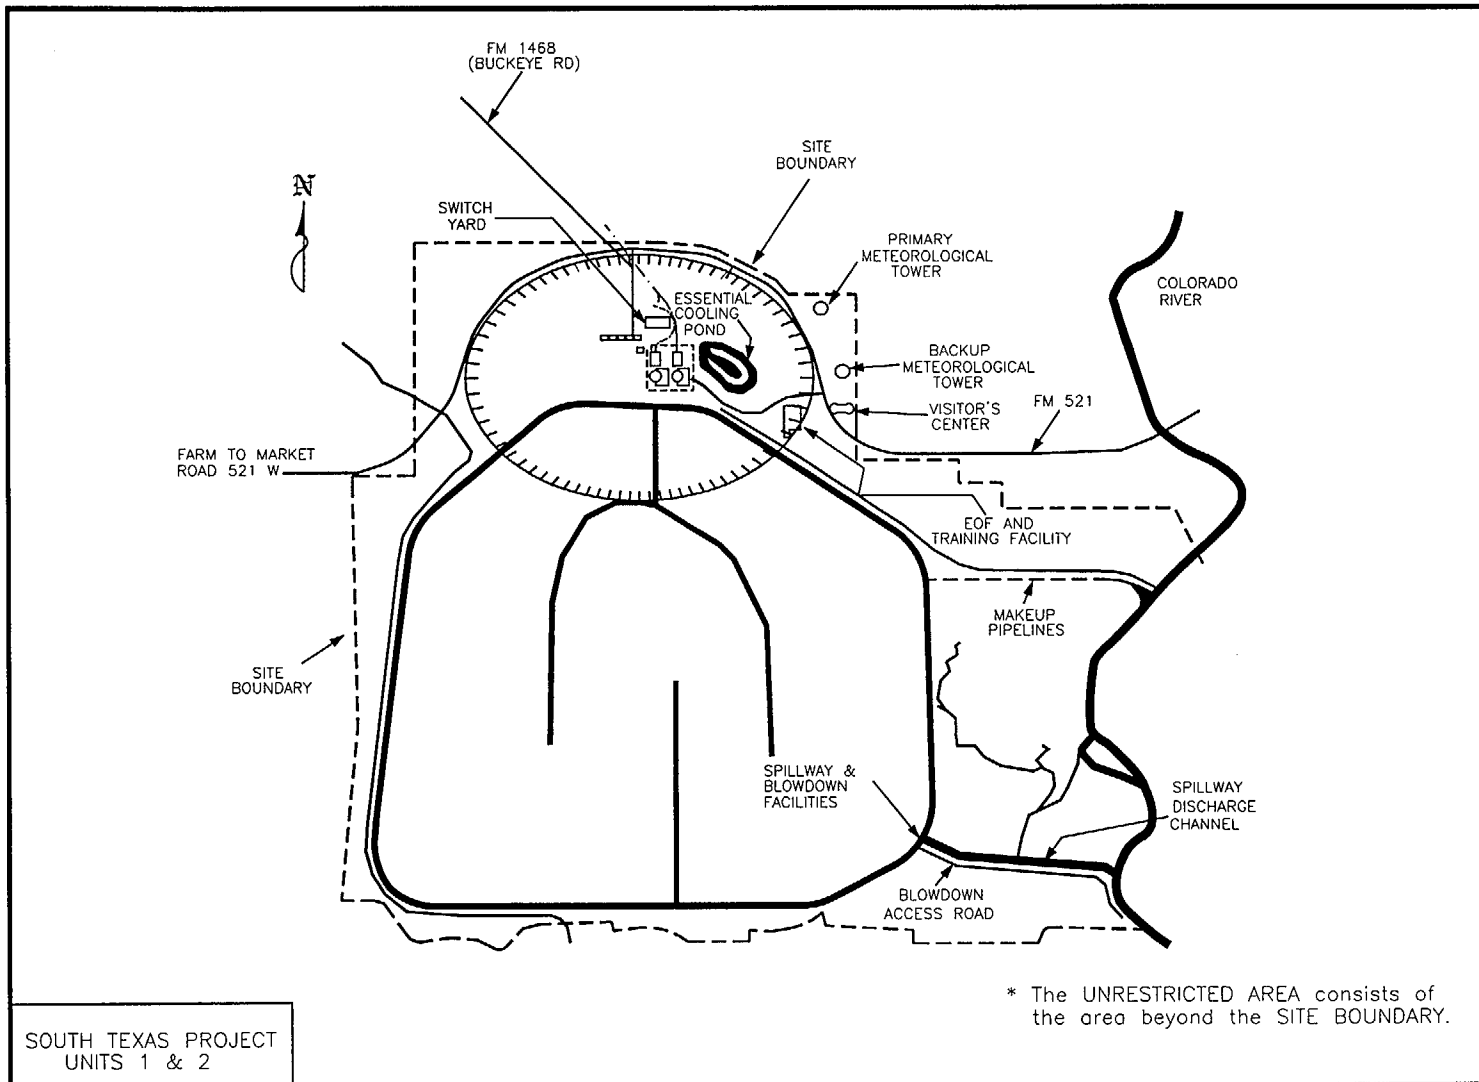 FM 1468
(BUCKEYE RD)
SITE
BOUNDARY
N
SWITCH
YARD
PRIMARY
METEOROLOGICAL
TOWER
COLORADO
RIVER
ESSENTIAL
COOLING
POND
BACKUP
METEOROLOGICAL
TOWER
VISITOR'S
CENTER
FM 521
FARM TO MARKET
ROAD 521 W
EOF AND
TRAINING FACILITY
MAKEUP
PIPELINES
SITE
BOUNDARY
SPILLWAY &
BLOWDOWN
FACILITIES
SPILLWAY
DISCHARGE
CHANNEL
BLOWDOWN
ACCESS ROAD
* The UNRESTRICTED AREA consists of
the area beyond the SITE BOUNDARY.
SOUTH TEXAS PROJECT
UNITS 1 & 2